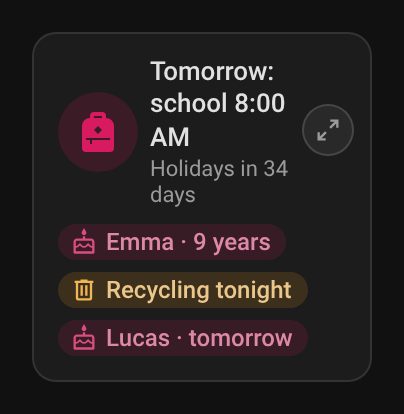 Tomorrow:
school 8:00
AM
Holidays in 34
days
Emma · 9 years
Recycling tonight
Lucas · tomorrow